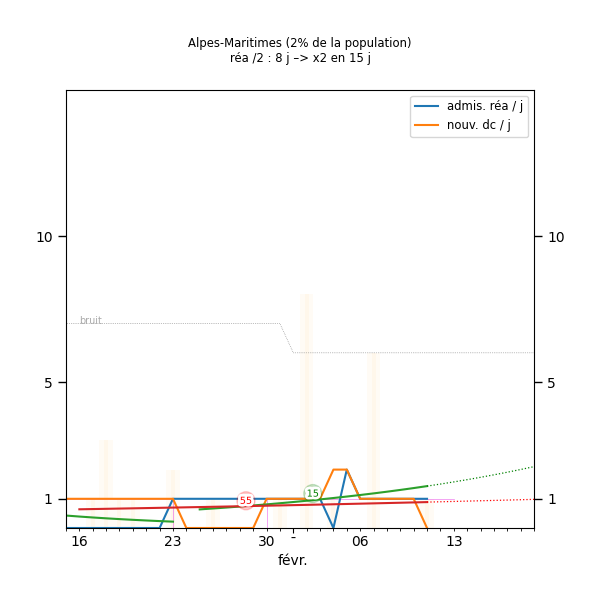 Alpes-Maritimes (2% de la population)
réa /2 : 8 j –> x2 en 15 j
admis. réa / j
nouv. dc / j
10
10
bruit
5
5
55
15
1
1
16
23
30
-
06
13
févr.